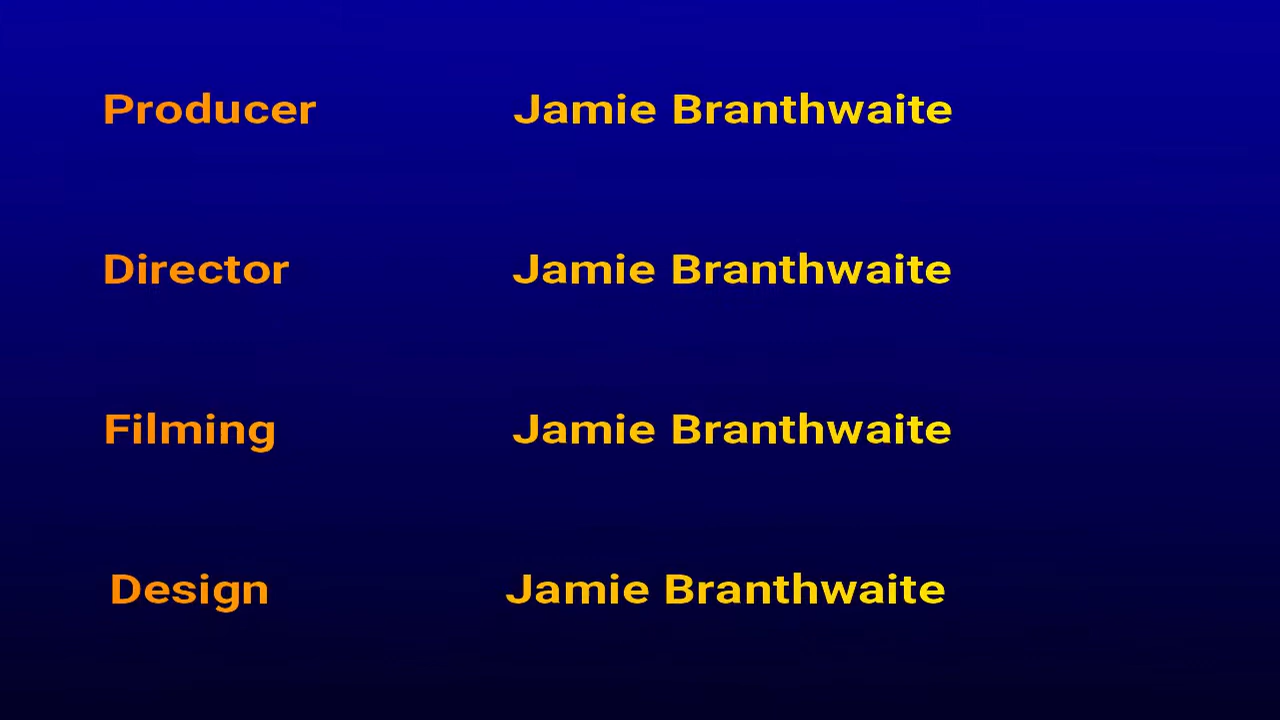 Producer Jamie Branthwaite
Director Jamie Branthwaite
Filming Jamie Branthwaite
Design Jamie Branthwaite